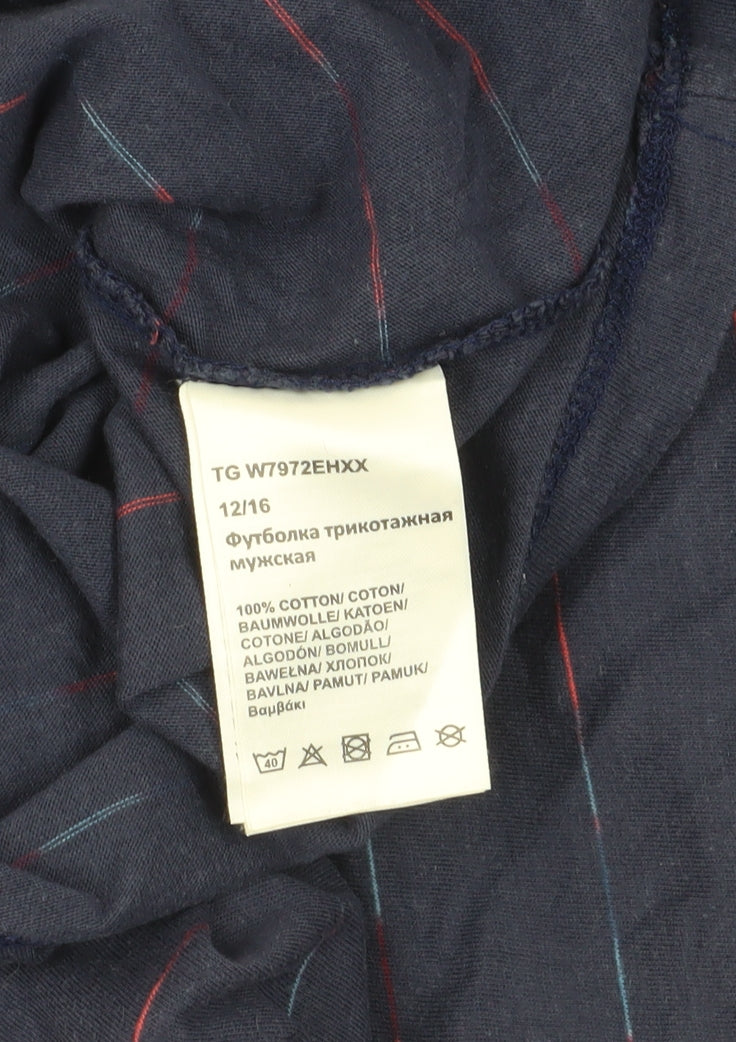 TG W7972EHXX
12/16
Футболка трикотажная
мужская
100% COTTON/ COTON/
BAUMWOLLE/ KATOEN/
COTONE/ ALGODÃO/
ALGODÓN/ BOMULL/
BAWEŁNA/ ХЛОПОК/
BAVLNA/ PAMUT/ PAMUK/
Βαμβάκι
40